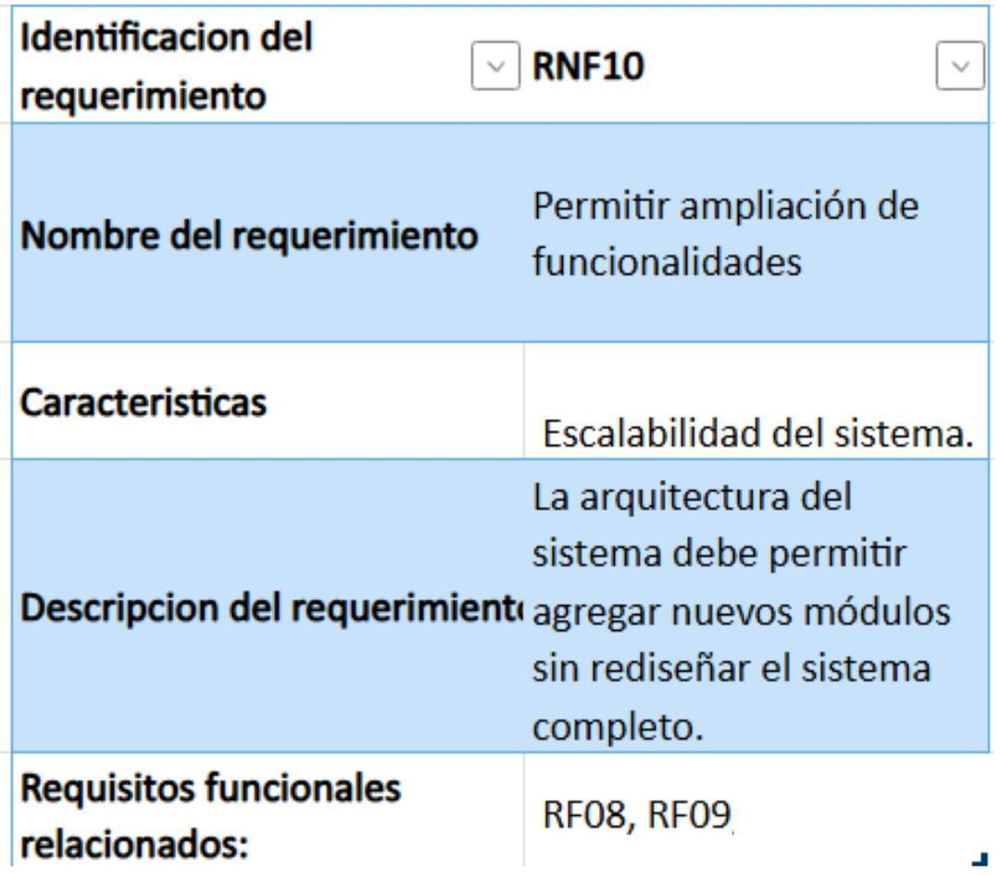 Identificacion del
requerimiento
RNF10
Nombre del requerimiento
Permitir ampliación de
funcionalidades
Caracteristicas
Escalabilidad del sistema.
Descripcion del requerimiento
La arquitectura del
sistema debe permitir
agregar nuevos módulos
sin rediseñar el sistema
completo.
Requisitos funcionales
relacionados:
RF08, RF09,